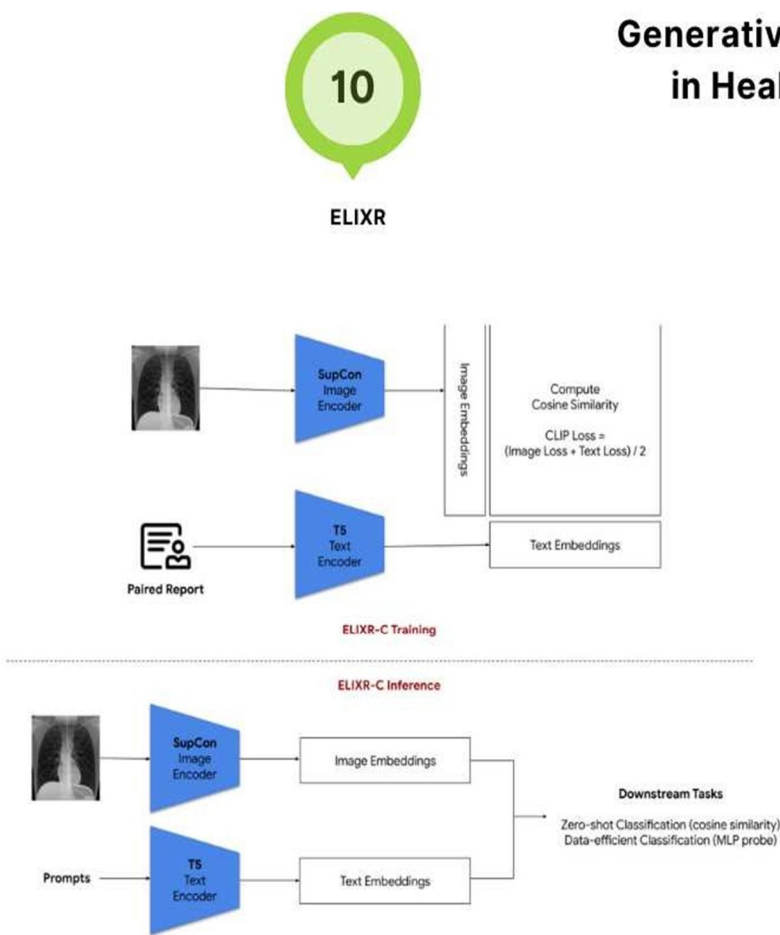 10
Generativ
in Heal
ELIXR
SupCon
Image
Encoder
Image Embeddings
Compute
Cosine Similarity
CLIP Loss =
(Image Loss + Text Loss) / 2
T5
Text
Encoder
Text Embeddings
Paired Report
ELIXR-C Training
ELIXR-C Inference
SupCon
Image
Encoder
Image Embeddings
Downstream Tasks
Zero-shot Classification (cosine similarity)
Data-efficient Classification (MLP probe)
Prompts
T5
Text
Encoder
Text Embeddings